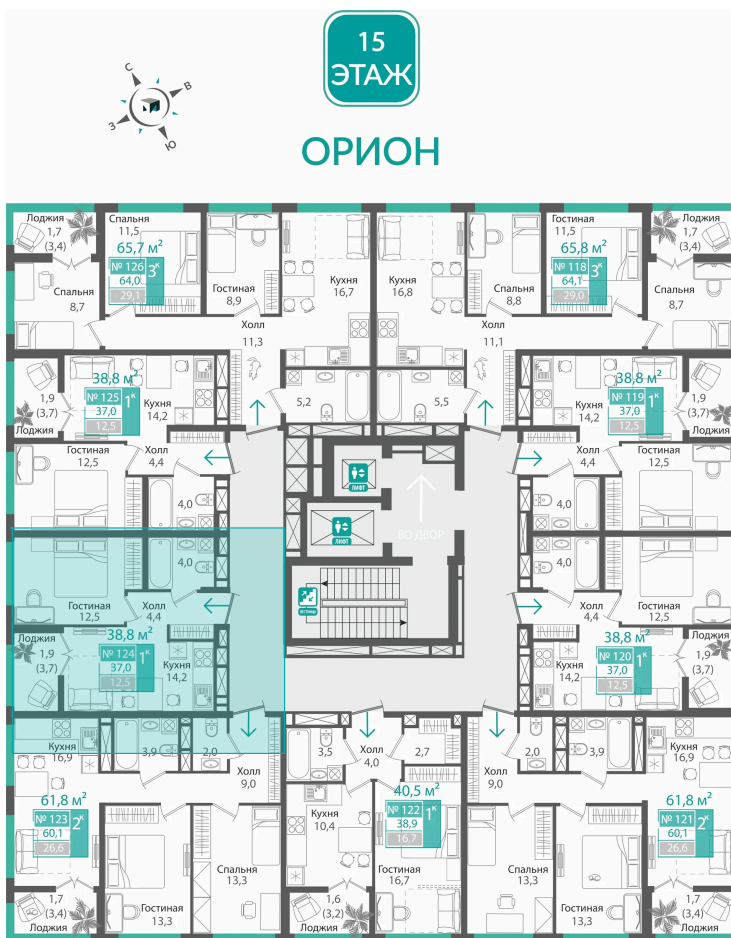 15
ЭТАЖ
С
В
З
Ю
ОРИОН
Лоджия
1,7
(3,4)
Спальня
11,5
65,7 м²
№ 126
3к
64,0
29,1
Спальня
8,7
Гостиная
8,9
Кухня
16,7
Холл
11,3
5,2
Кухня
16,8
Спальня
8,8
Гостиная
11,5
65,8 м²
№ 118
3к
64,1
29,0
Лоджия
1,7
(3,4)
Спальня
8,7
Холл
11,1
5,5
38,8 м²
№ 125
1к
37,0
12,5
Кухня
14,2
1,9
(3,7)
Лоджия
Гостиная
12,5
Холл
4,4
4,0
38,8 м²
№ 119
1к
37,0
12,5
Кухня
14,2
1,9
(3,7)
Лоджия
Холл
4,4
Гостиная
12,5
4,0
ЛИФТ
ЛИФТ
ВО ДВОР
ЛЕСТНИЦА
4,0
Гостиная
12,5
Холл
4,4
Лоджия
1,9
(3,7)
38,8 м²
№ 124
1к
37,0
12,5
Кухня
14,2
4,0
Холл
4,4
Гостиная
12,5
38,8 м²
№ 120
1к
37,0
12,5
Кухня
14,2
Лоджия
1,9
(3,7)
Кухня
16,9
3,9
2,0
Холл
9,0
61,8 м²
№ 123
2к
60,1
26,6
1,7
(3,4)
Лоджия
Гостиная
13,3
Спальня
13,3
3,5
Холл
4,0
2,7
Кухня
10,4
40,5 м²
№ 122
1к
38,9
16,7
Гостиная
16,7
1,6
(3,2)
Лоджия
2,0
3,9
Холл
9,0
Кухня
16,9
61,8 м²
№ 121
2к
60,1
26,6
Спальня
13,3
Гостиная
13,3
1,7
(3,4)
Лоджия